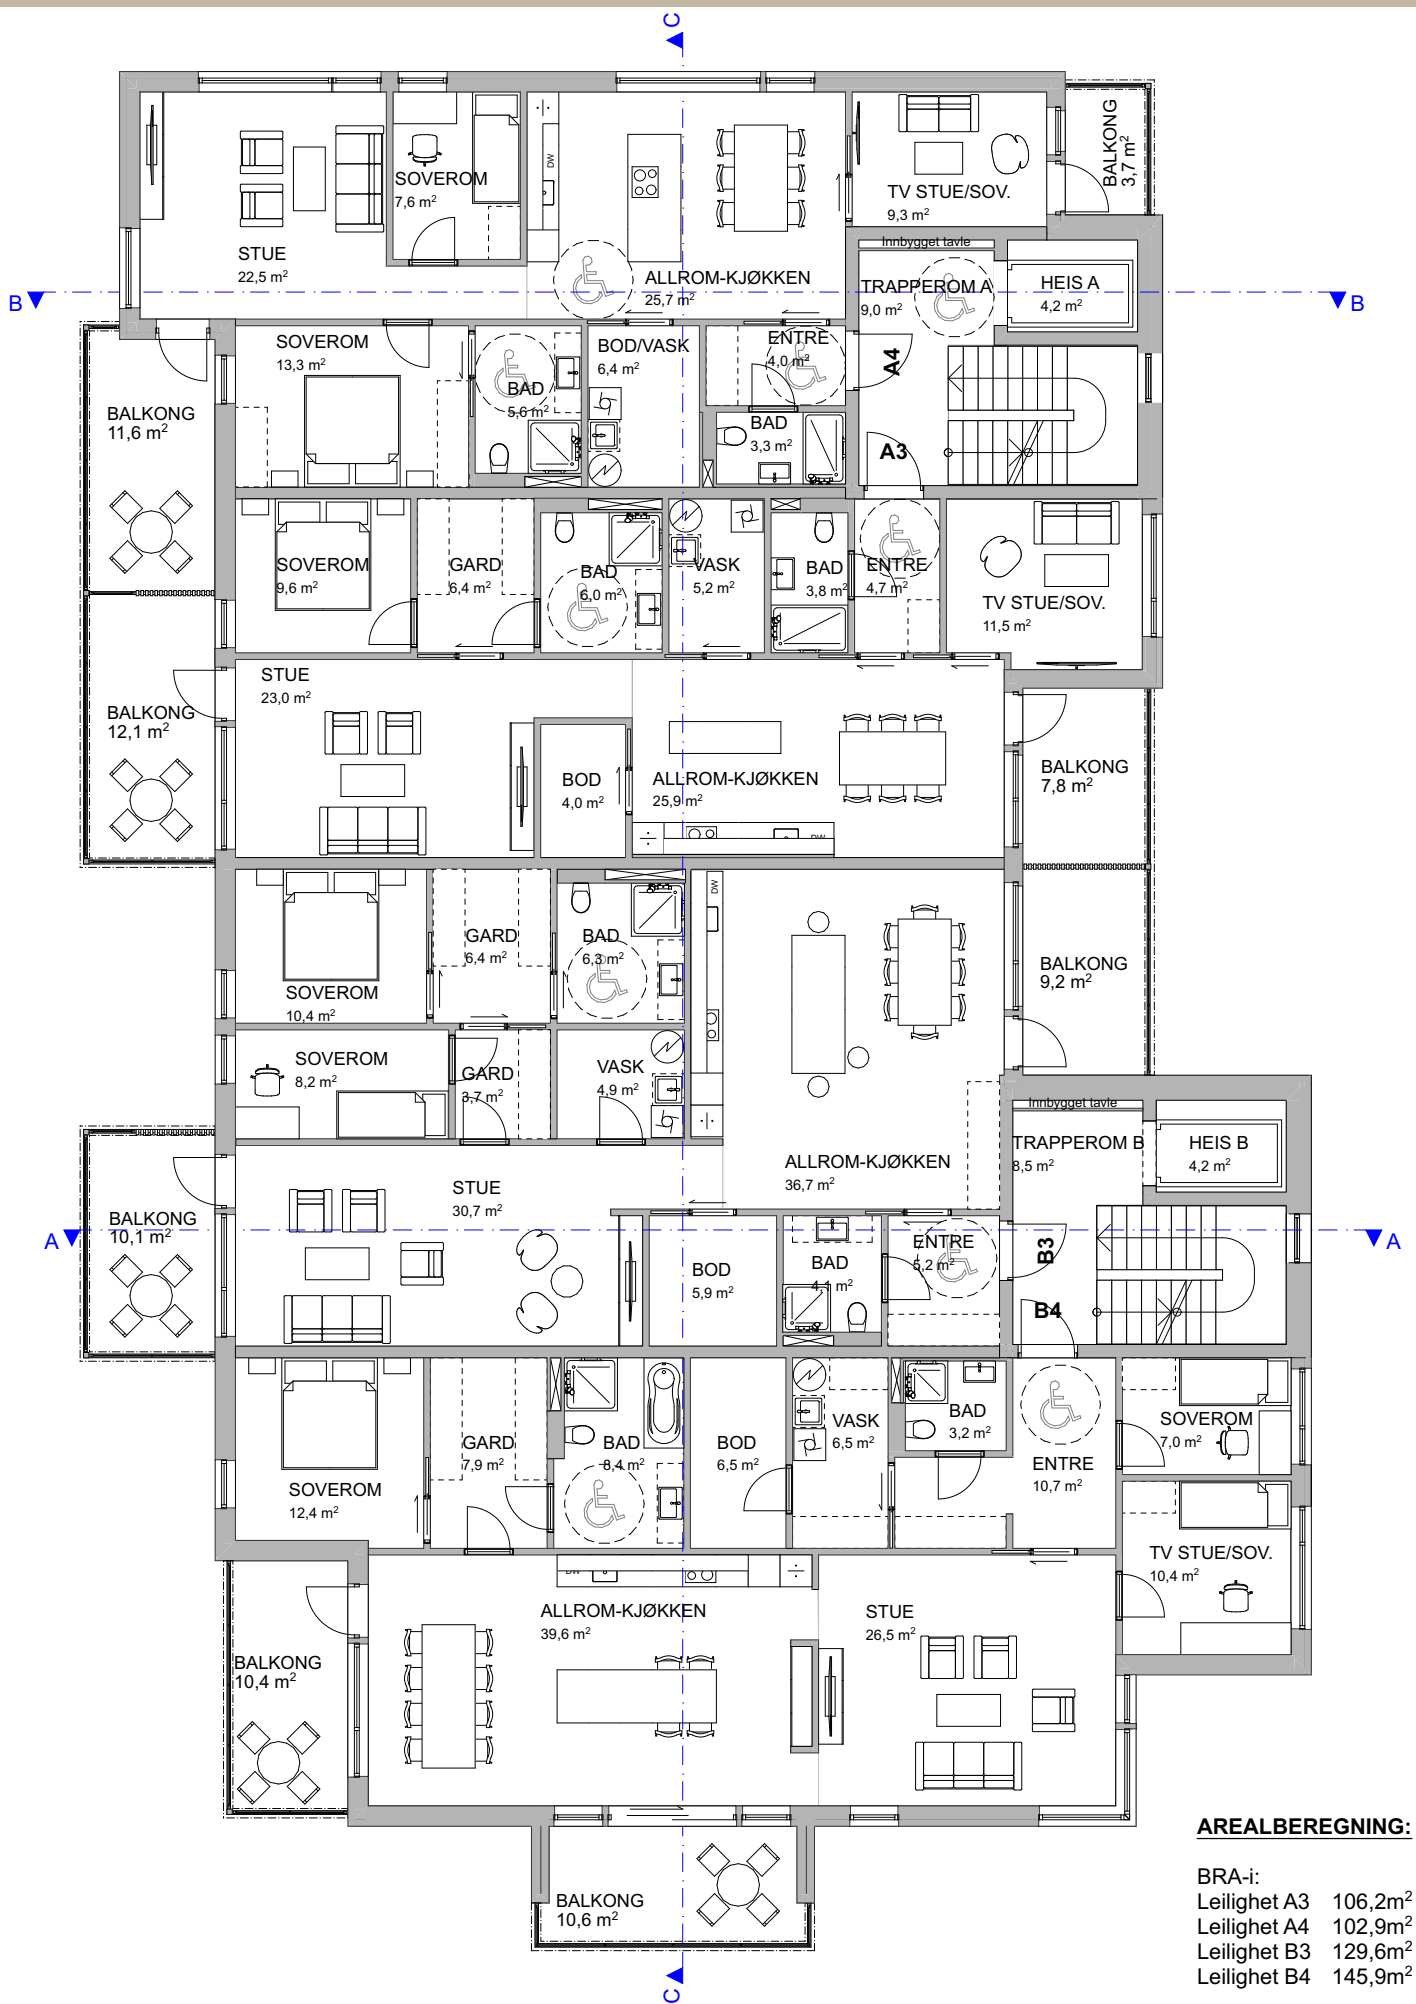 C
BALKONG
3,7 m²
SOVEROM
7,6 m²
DW
TV STUE/SOV.
9,3 m²
STUE
22,5 m²
ALLROM-KJØKKEN
25,7 m²
Innbygget tavle
TRAPPEROM A
9,0 m²
HEIS A
4,2 m²
B
B
SOVEROM
13,3 m²
BAD
5,6 m²
BOD/VASK
6,4 m²
ENTRE
4,0 m²
A4
BALKONG
11,6 m²
BAD
3,3 m²
A3
SOVEROM
9,6 m²
GARD
6,4 m²
BAD
6,0 m²
VASK
5,2 m²
BAD
3,8 m²
ENTRE
4,7 m²
TV STUE/SOV.
11,5 m²
STUE
23,0 m²
BALKONG
12,1 m²
BOD
4,0 m²
ALLROM-KJØKKEN
25,9 m²
DW
BALKONG
7,8 m²
DW
GARD
6,4 m²
BAD
6,3 m²
SOVEROM
10,4 m²
BALKONG
9,2 m²
SOVEROM
8,2 m²
GARD
3,7 m²
VASK
4,9 m²
Innbygget tavle
TRAPPEROM B
8,5 m²
HEIS B
4,2 m²
ALLROM-KJØKKEN
36,7 m²
STUE
30,7 m²
BALKONG
10,1 m²
A
A
BOD
5,9 m²
BAD
4,1 m²
ENTRE
5,2 m²
B3
B4
SOVEROM
12,4 m²
GARD
7,9 m²
BAD
8,4 m²
BOD
6,5 m²
VASK
6,5 m²
BAD
3,2 m²
ENTRE
10,7 m²
SOVEROM
7,0 m²
TV STUE/SOV.
10,4 m²
DW
ALLROM-KJØKKEN
39,6 m²
STUE
26,5 m²
BALKONG
10,4 m²
BALKONG
10,6 m²
C
AREALBEREGNING:
BRA-i:
Leilighet A3 106,2m²
Leilighet A4 102,9m²
Leilighet B3 129,6m²
Leilighet B4 145,9m²